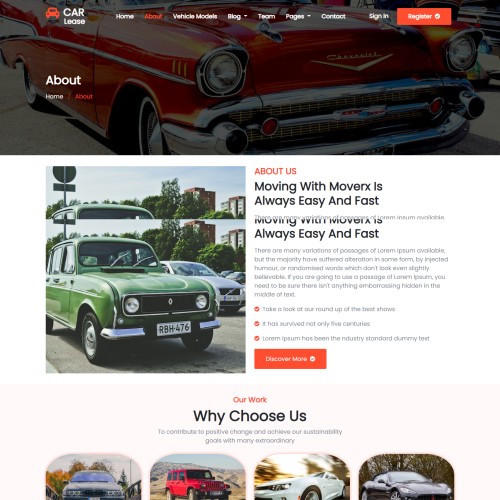 CAR
Lease
Home About Vehicle Models Blog Team Pages Contact Sign In Register
About
Home / About
Chevrolet
ABOUT US
Moving With Moverx Is
Always Easy And Fast
There are many variations of passages of Lorem Ipsum available,
Moving With Moverx Is
Always Easy And Fast
There are many variations of passages of Lorem Ipsum available,
but the majority have suffered alteration in some form, by injected
humour, or randomised words which don't look even slightly
believable. If you are going to use a passage of Lorem Ipsum, you
need to be sure there isn't anything embarrassing hidden in the
middle of text.
Take a look at our round up of the best shows
It has survived not only five centuries
Lorem Ipsum has been the ndustry standard dummy text
RBH-476
Discover More
Our Work
Why Choose Us
To contribute to positive change and achieve our sustainability
goals with many extraordinary